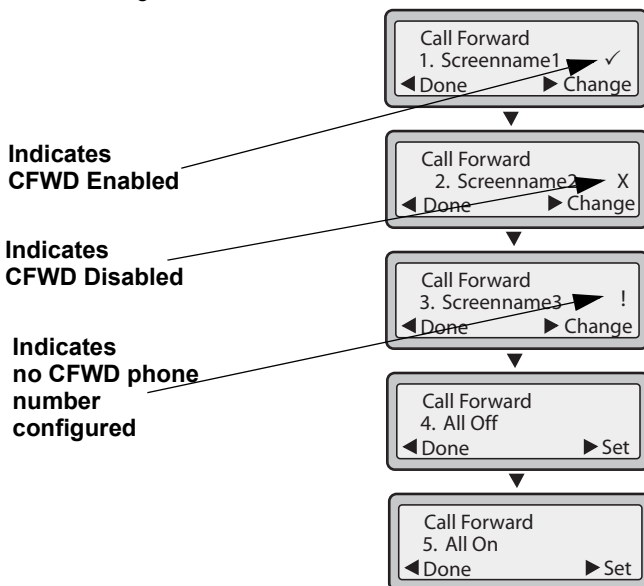 Call Forward
1. Screenname1 ✓
◀Done ▶Change
▼
Indicates
CFWD Enabled
Call Forward
2. Screenname2 X
◀Done ▶Change
▼
Indicates
CFWD Disabled
Call Forward
3. Screenname3 !
◀Done ▶Change
▼
Indicates
no CFWD phone
number
configured
Call Forward
4. All Off
◀Done ▶Set
▼
Call Forward
5. All On
◀Done ▶Set